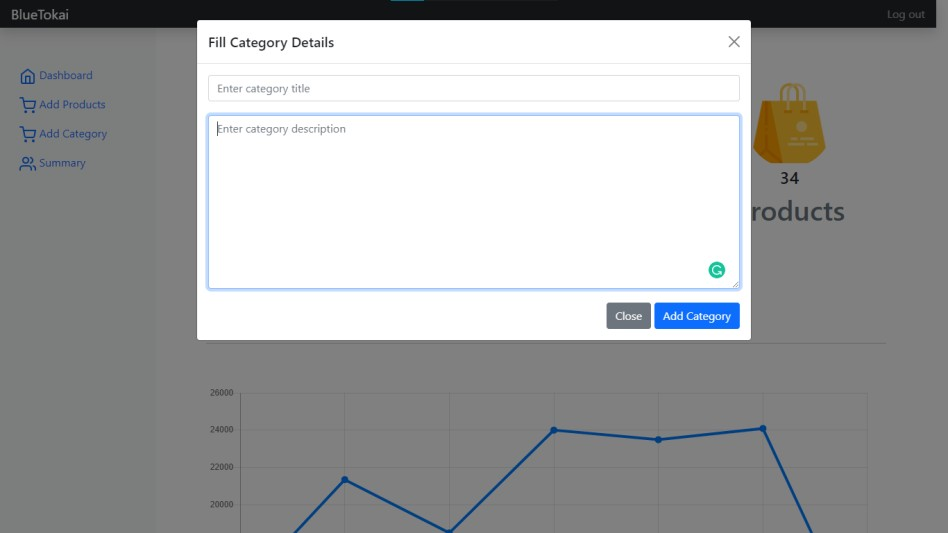 BlueTokai
Log out
Fill Category Details
Dashboard
Enter category title
Add Products
Enter category description
Add Category
Summary
34
roducts
Close
Add Category
26000
24000
22000
20000